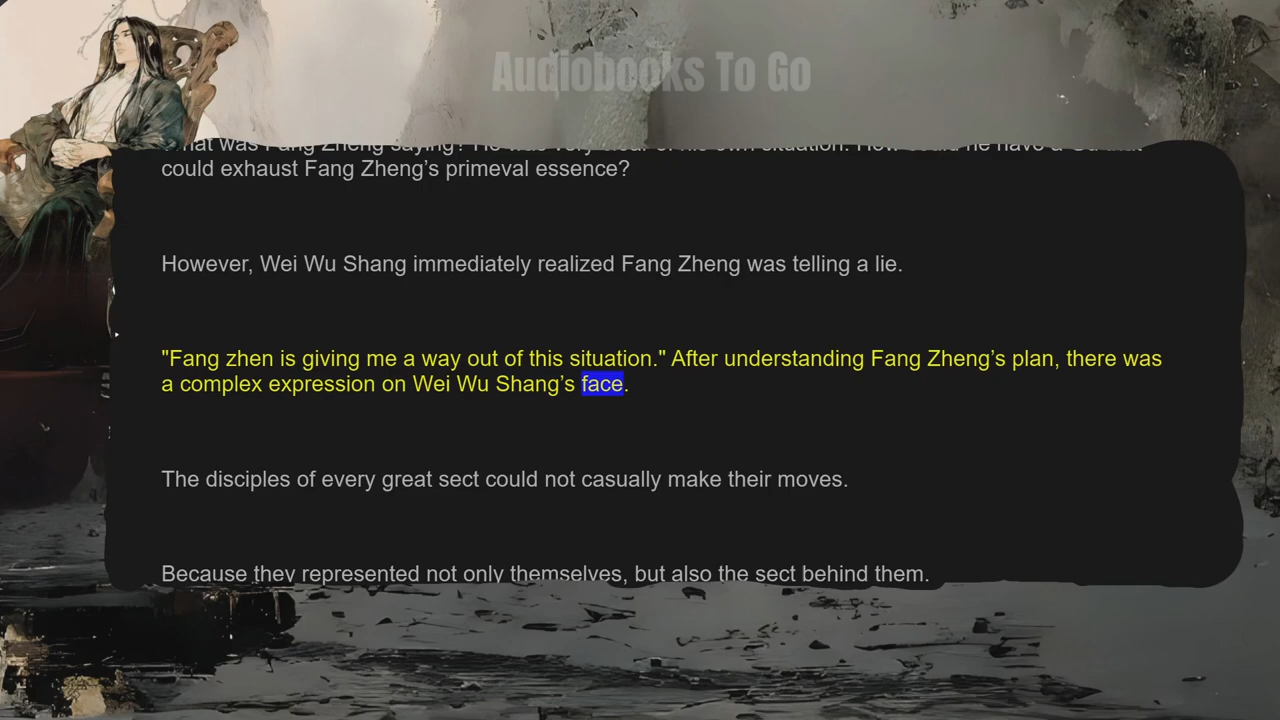 Audiobooks To Go
could exhaust Fang Zheng’s primeval essence?
However, Wei Wu Shang immediately realized Fang Zheng was telling a lie.
"Fang zhen is giving me a way out of this situation." After understanding Fang Zheng’s plan, there was
a complex expression on Wei Wu Shang’s face.
The disciples of every great sect could not casually make their moves.
Because they represented not only themselves, but also the sect behind them.